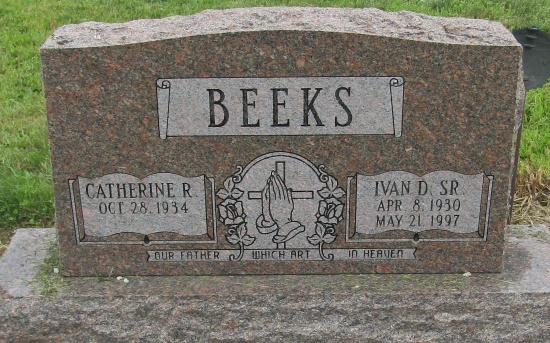 BEEKS
CATHERINE R.
OCT 28, 1934
IVAN D. SR.
APR 8, 1930
MAY 21, 1997
OUR FATHER WHICH ART IN HEAVEN